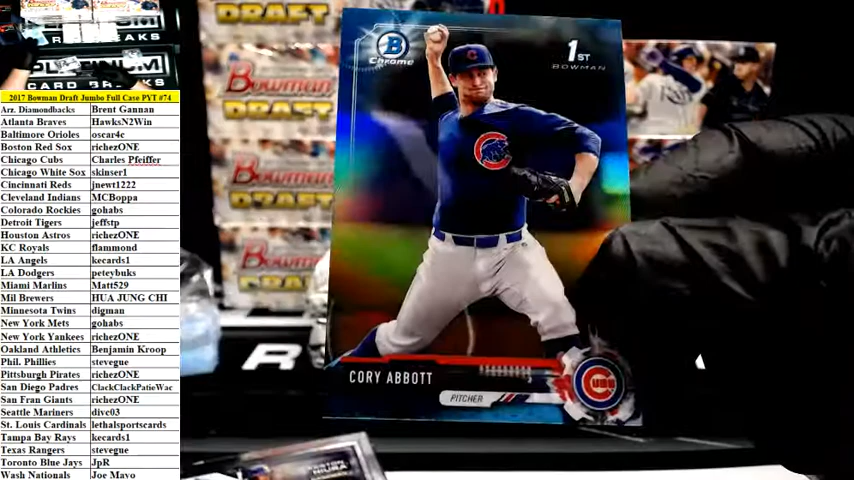 PLATINUM
CARD BREAKS
2017 Bowman Draft Jumbo Full Case PYT #74
Arz. Diamondbacks Brent Gannan
Atlanta Braves HawksN2Win
Baltimore Orioles oscar4c
Boston Red Sox richezONE
Chicago Cubs Charles Pfeiffer
Chicago White Sox skinser1
Cincinnati Reds jnewt1222
Cleveland Indians MCBoppa
Colorado Rockies gohabs
Detroit Tigers jeffstp
Houston Astros richezONE
KC Royals flammond
LA Angels kecards1
LA Dodgers peteybuks
Miami Marlins Matt529
Mil Brewers HUA JUNG CHI
Minnesota Twins digman
New York Mets gohabs
New York Yankees richezONE
Oakland Athletics Benjamin Kroop
Phil. Phillies stevegue
Pittsburgh Pirates richezONE
San Diego Padres ClackClackPatieWac
San Fran Giants richezONE
Seattle Mariners divc03
St. Louis Cardinals lethalsportscards
Tampa Bay Rays kecards1
Texas Rangers stevegue
Toronto Blue Jays JpR
Wash Nationals Joe Mayo
DRAFT
Bowman
DRAFT
Bowman
DRAFT
Bowman
DRAFT
R
B
Chrome
1ST
BOWMAN
C
CORY ABBOTT
PITCHER
CUBS